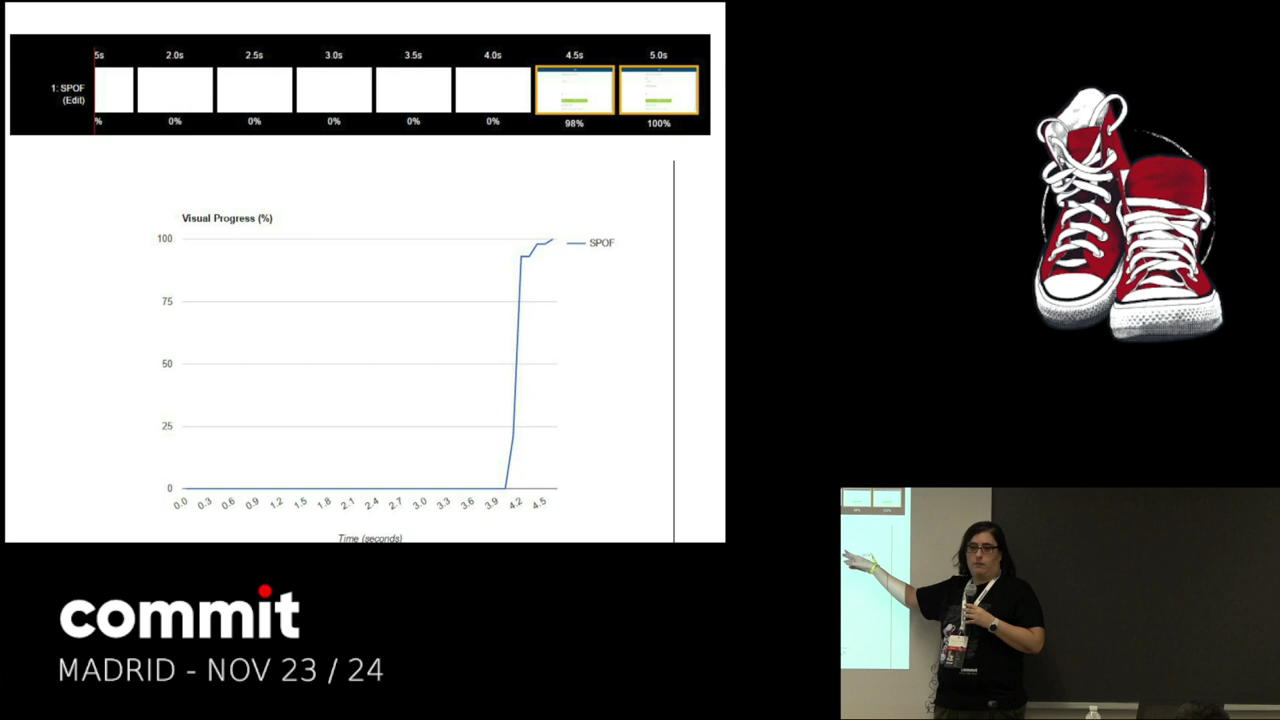 5s 2.0s 2.5s 3.0s 3.5s 4.0s 4.5s 5.0s
1: SPOF
(Edit)
% 0% 0% 0% 0% 0% 98% 100%
Visual Progress (%)
100
75
50
25
0
SPOF
0.0 0.3 0.6 0.9 1.2 1.5 1.8 2.1 2.4 2.7 3.0 3.3 3.6 3.9 4.2 4.5
Time (seconds)
commit
MADRID - NOV 23 / 24